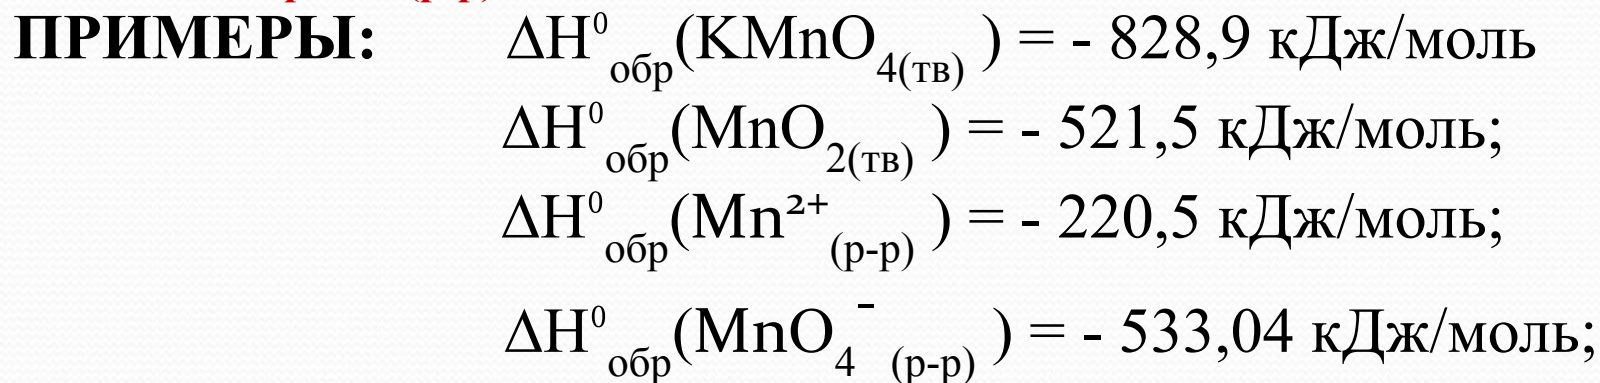 ПРИМЕРЫ: ΔH⁰обр(KMnO4(тв) ) = - 828,9 кДж/моль
ΔH⁰обр(MnO2(тв) ) = - 521,5 кДж/моль;
ΔH⁰обр(Mn²⁺(р-р) ) = - 220,5 кДж/моль;
ΔH⁰обр(MnO4⁻(р-р) ) = - 533,04 кДж/моль;